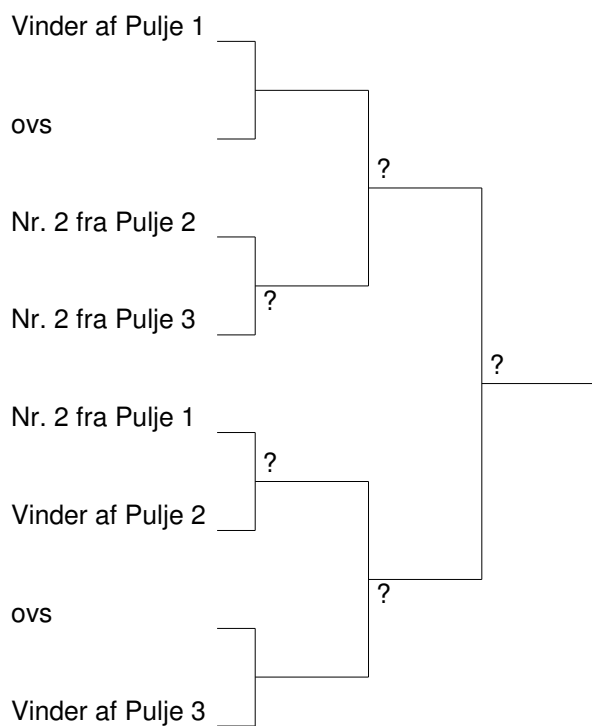 Vinder af Pulje 1
ovs
?
Nr. 2 fra Pulje 2
?
Nr. 2 fra Pulje 3
?
Nr. 2 fra Pulje 1
?
Vinder af Pulje 2
?
ovs
Vinder af Pulje 3